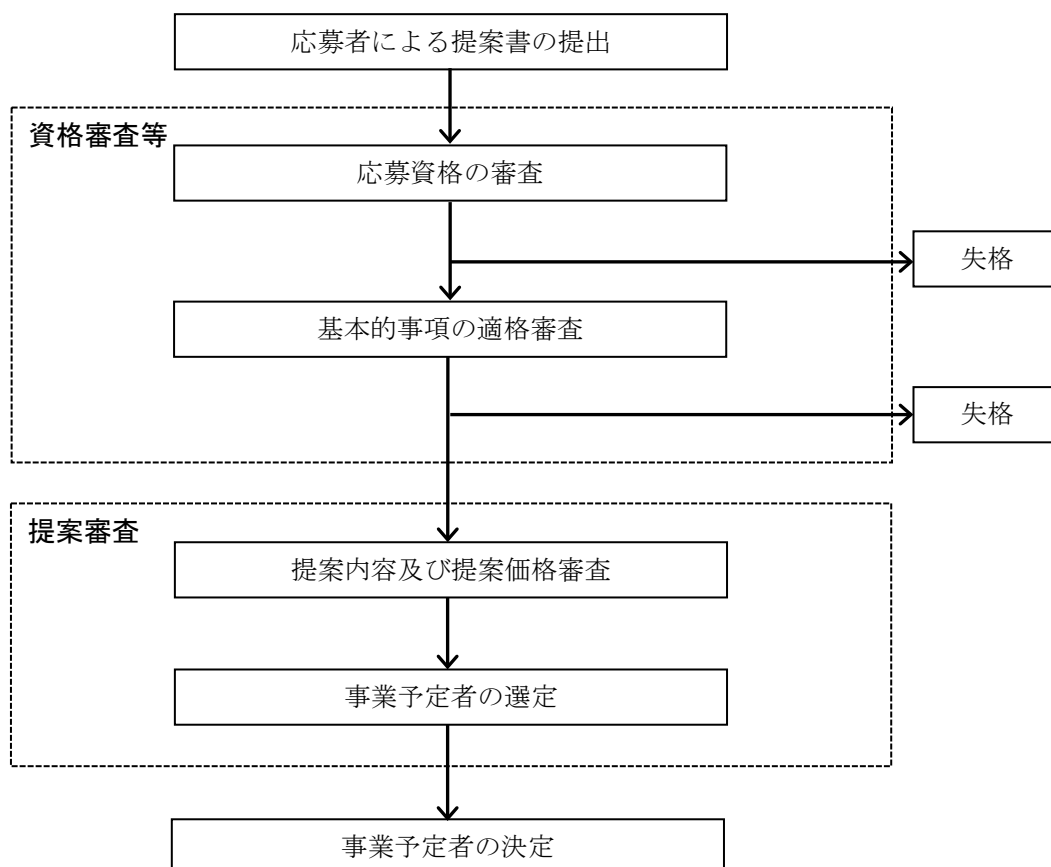 応募者による提案書の提出
資格審査等
応募資格の審査
失格
基本的事項の適格審査
失格
提案審査
提案内容及び提案価格審査
事業予定者の選定
事業予定者の決定